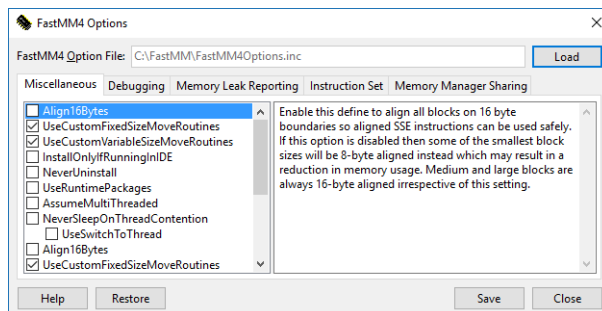 FastMM4 Options
FastMM4 Option File: C:\FastMM\FastMM4Options.inc Load
Miscellaneous Debugging Memory Leak Reporting Instruction Set Memory Manager Sharing
Align16Bytes
UseCustomFixedSizeMoveRoutines
UseCustomVariableSizeMoveRoutines
InstallOnlyIfRunningInIDE
NeverUninstall
UseRuntimePackages
AssumeMultiThreaded
NeverSleepOnThreadContention
UseSwitchToThread
Align16Bytes
UseCustomFixedSizeMoveRoutines
Enable this define to align all blocks on 16 byte
boundaries so aligned SSE instructions can be used safely.
If this option is disabled then some of the smallest block
sizes will be 8-byte aligned instead which may result in a
reduction in memory usage. Medium and large blocks are
always 16-byte aligned irrespective of this setting.
Help Restore Save Close